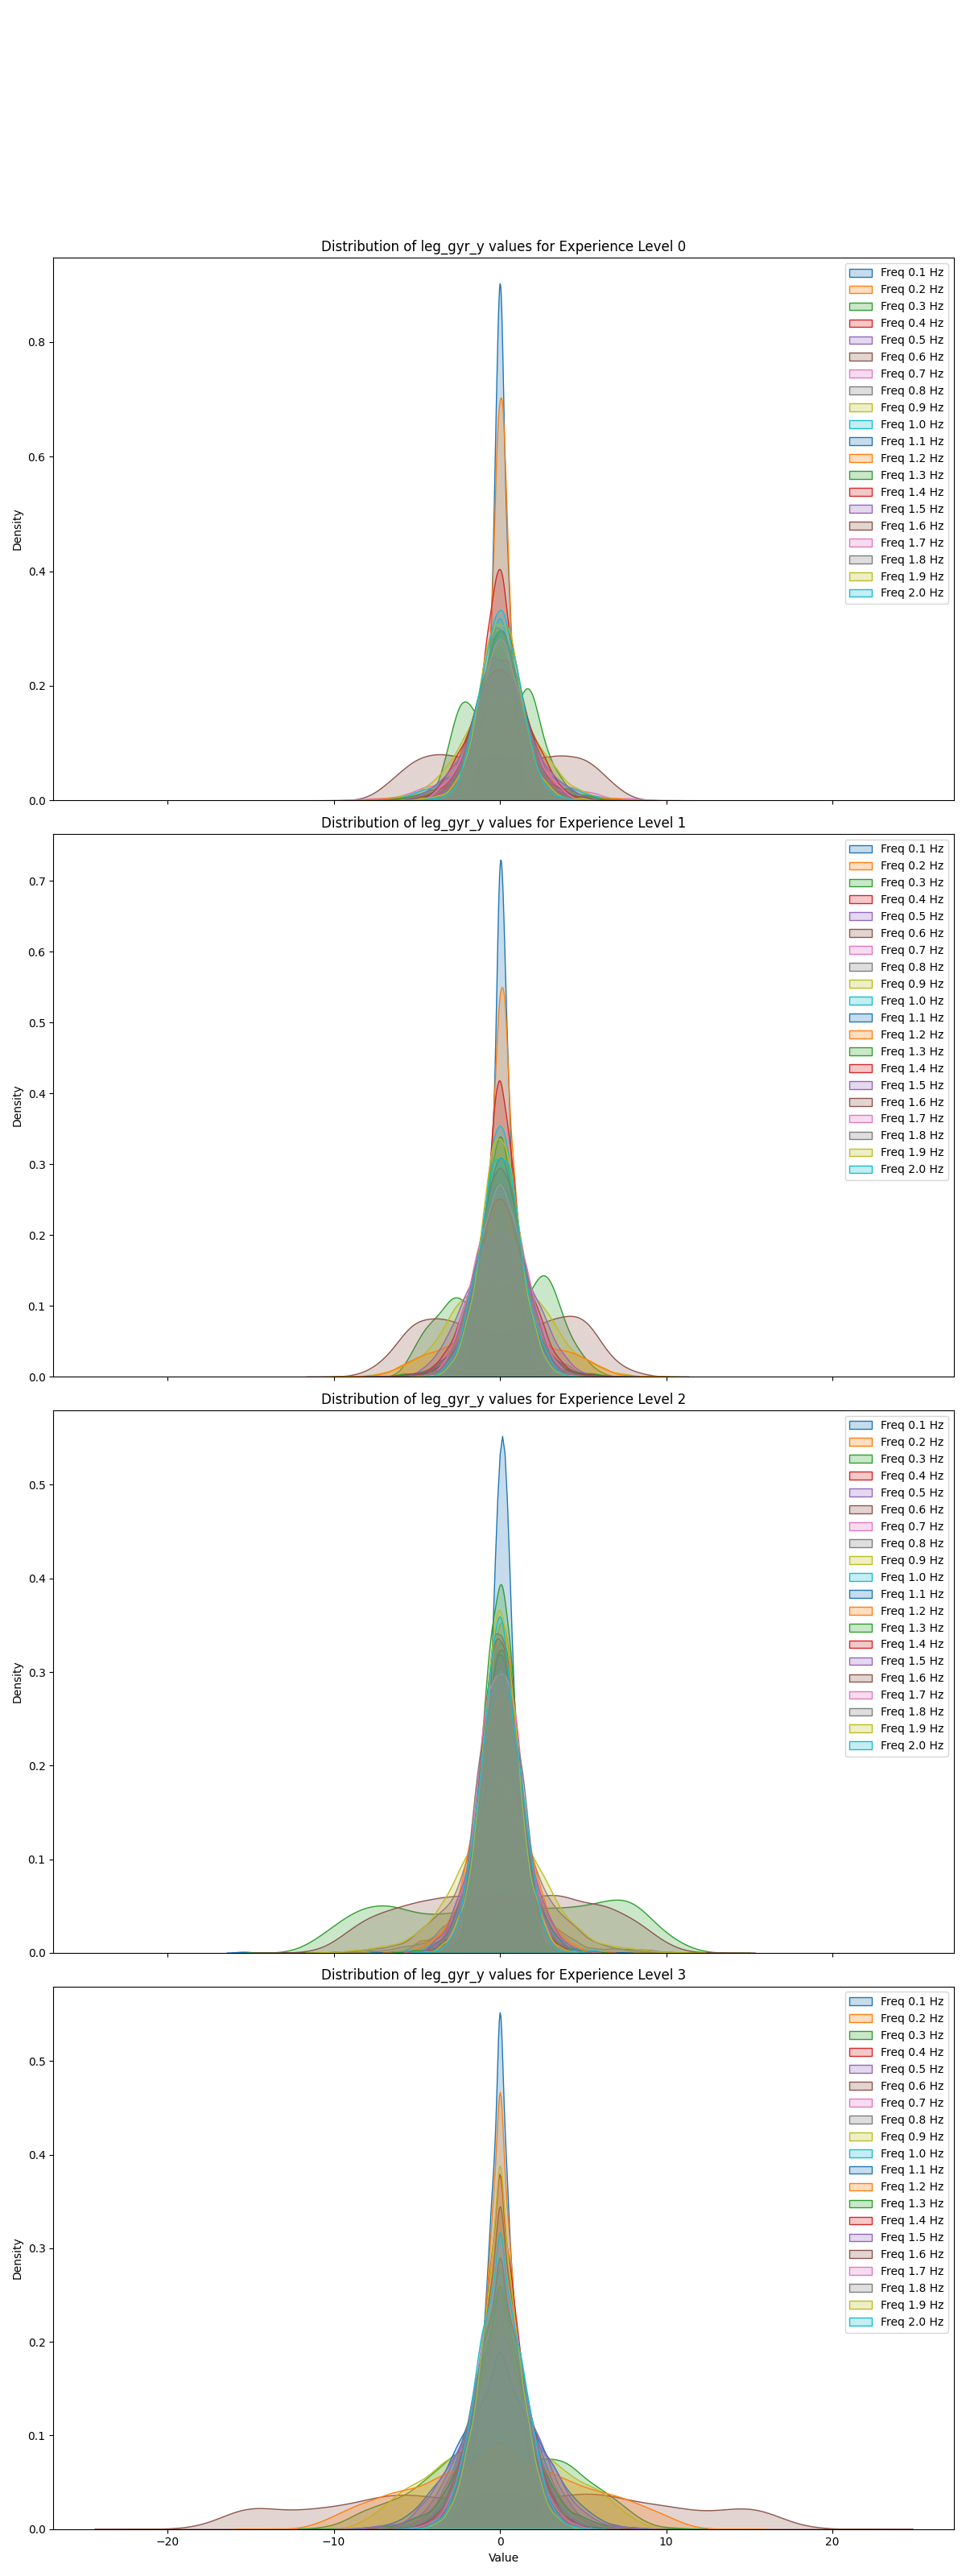 Distribution of leg_gyr_y values for Experience Level 0
Density
0.8
0.6
0.4
0.2
0.0
Freq 0.1 Hz
Freq 0.2 Hz
Freq 0.3 Hz
Freq 0.4 Hz
Freq 0.5 Hz
Freq 0.6 Hz
Freq 0.7 Hz
Freq 0.8 Hz
Freq 0.9 Hz
Freq 1.0 Hz
Freq 1.1 Hz
Freq 1.2 Hz
Freq 1.3 Hz
Freq 1.4 Hz
Freq 1.5 Hz
Freq 1.6 Hz
Freq 1.7 Hz
Freq 1.8 Hz
Freq 1.9 Hz
Freq 2.0 Hz
Distribution of leg_gyr_y values for Experience Level 1
Density
0.7
0.6
0.5
0.4
0.3
0.2
0.1
0.0
Freq 0.1 Hz
Freq 0.2 Hz
Freq 0.3 Hz
Freq 0.4 Hz
Freq 0.5 Hz
Freq 0.6 Hz
Freq 0.7 Hz
Freq 0.8 Hz
Freq 0.9 Hz
Freq 1.0 Hz
Freq 1.1 Hz
Freq 1.2 Hz
Freq 1.3 Hz
Freq 1.4 Hz
Freq 1.5 Hz
Freq 1.6 Hz
Freq 1.7 Hz
Freq 1.8 Hz
Freq 1.9 Hz
Freq 2.0 Hz
Distribution of leg_gyr_y values for Experience Level 2
Density
0.5
0.4
0.3
0.2
0.1
0.0
Freq 0.1 Hz
Freq 0.2 Hz
Freq 0.3 Hz
Freq 0.4 Hz
Freq 0.5 Hz
Freq 0.6 Hz
Freq 0.7 Hz
Freq 0.8 Hz
Freq 0.9 Hz
Freq 1.0 Hz
Freq 1.1 Hz
Freq 1.2 Hz
Freq 1.3 Hz
Freq 1.4 Hz
Freq 1.5 Hz
Freq 1.6 Hz
Freq 1.7 Hz
Freq 1.8 Hz
Freq 1.9 Hz
Freq 2.0 Hz
Distribution of leg_gyr_y values for Experience Level 3
Density
0.5
0.4
0.3
0.2
0.1
0.0
Freq 0.1 Hz
Freq 0.2 Hz
Freq 0.3 Hz
Freq 0.4 Hz
Freq 0.5 Hz
Freq 0.6 Hz
Freq 0.7 Hz
Freq 0.8 Hz
Freq 0.9 Hz
Freq 1.0 Hz
Freq 1.1 Hz
Freq 1.2 Hz
Freq 1.3 Hz
Freq 1.4 Hz
Freq 1.5 Hz
Freq 1.6 Hz
Freq 1.7 Hz
Freq 1.8 Hz
Freq 1.9 Hz
Freq 2.0 Hz
−20 −10 0 10 20
Value